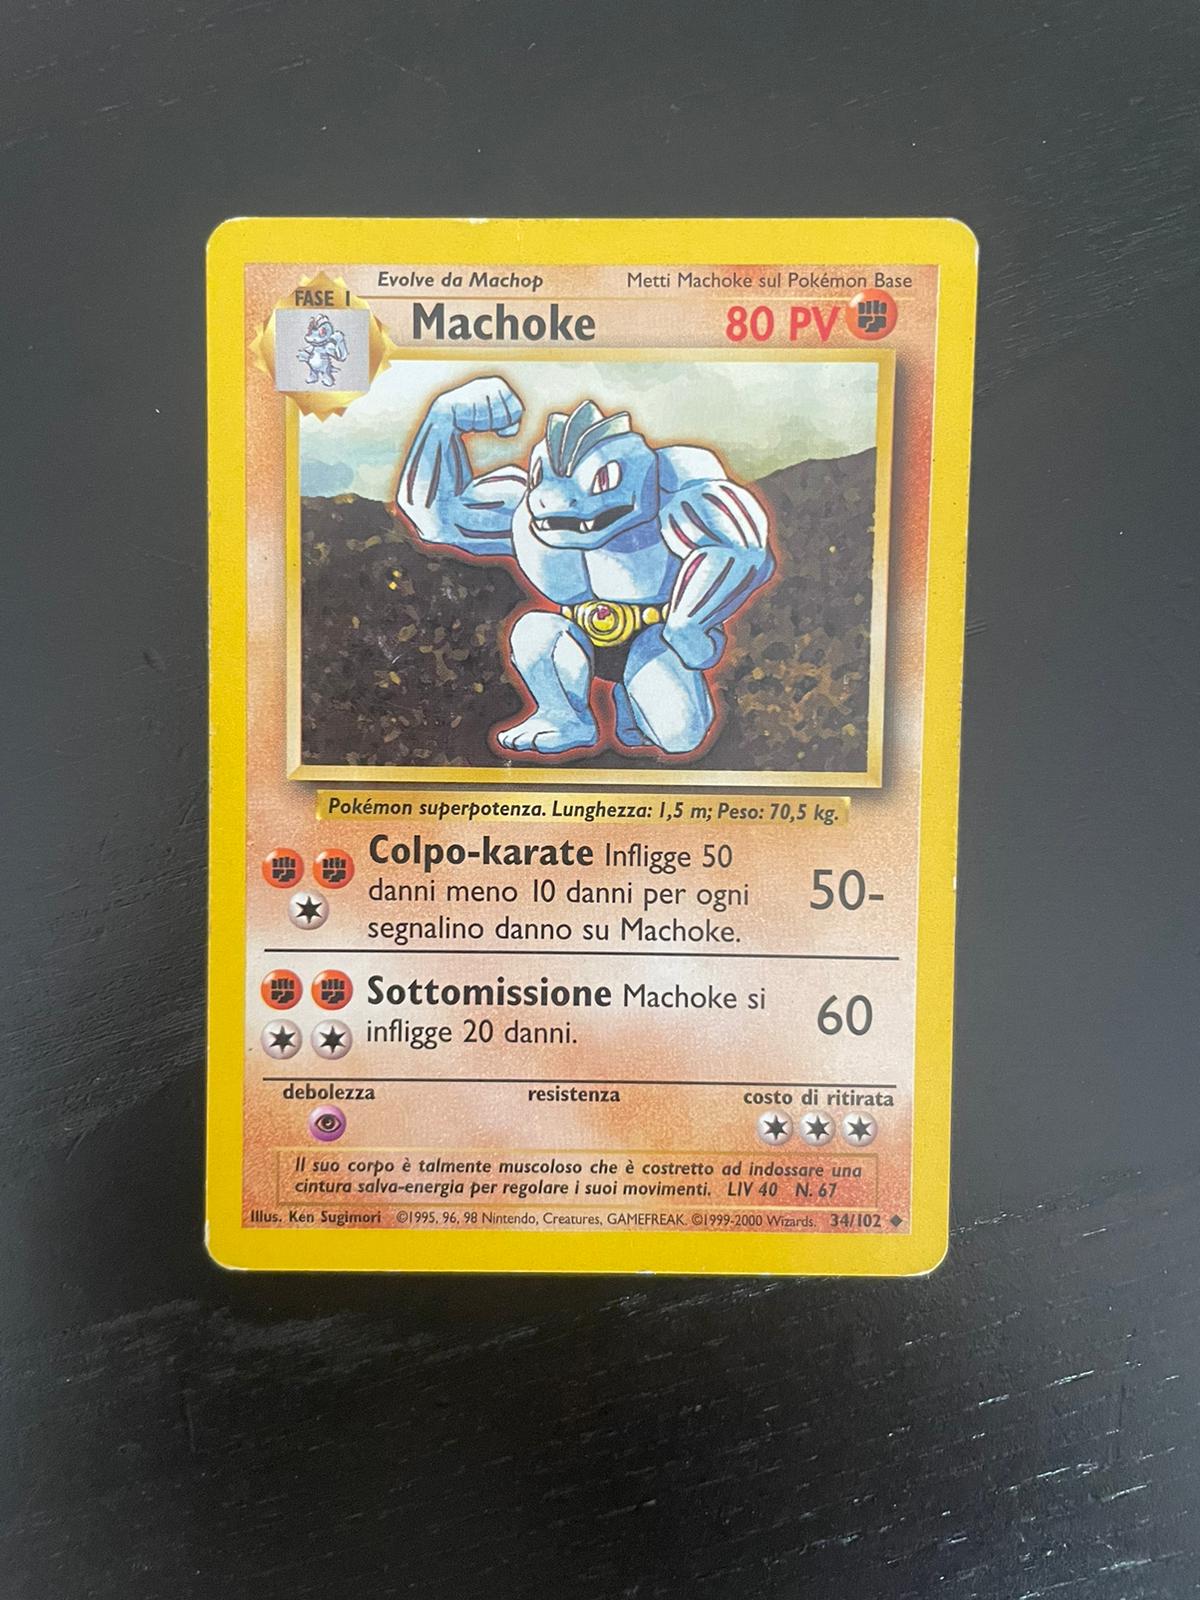 Evolve da Machop
Metti Machoke sul Pokémon Base
FASE 1
Machoke
80 PV
Pokémon superpotenza. Lunghezza: 1,5 m; Peso: 70,5 kg.
Colpo-karate Infligge 50
danni meno 10 danni per ogni
segnalino danno su Machoke.
50-
Sottomissione Machoke si
infligge 20 danni.
60
debolezza
resistenza
costo di ritirata
Il suo corpo è talmente muscoloso che è costretto ad indossare una
cintura salva-energia per regolare i suoi movimenti. LIV 40 N. 67
Illus. Ken Sugimori ©1995, 96, 98 Nintendo, Creatures, GAMEFREAK. ©1999-2000 Wizards. 34/102